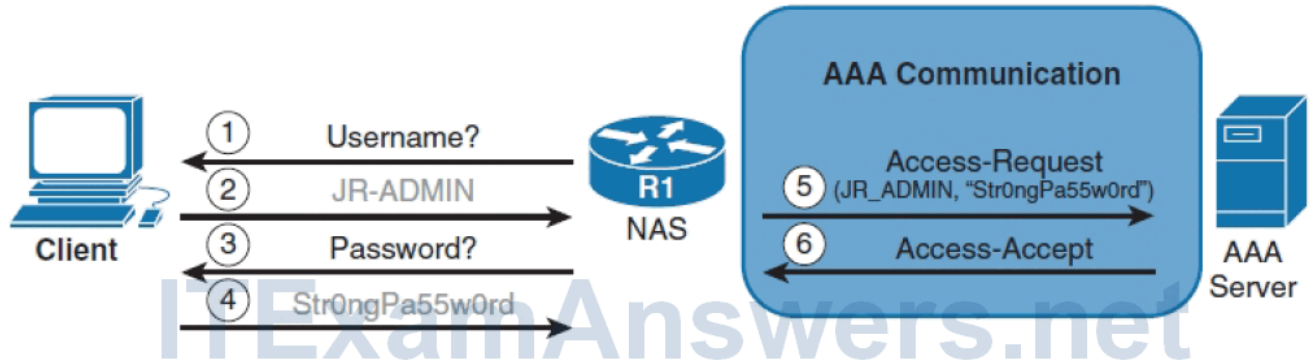 AAA Communication
1 Username?
2 JR-ADMIN
3 Password?
4 Str0ngPa55w0rd
Client
R1
NAS
5 Access-Request
(JR_ADMIN, “Str0ngPa55w0rd”)
6 Access-Accept
AAA
Server
ITExamAnswers.net